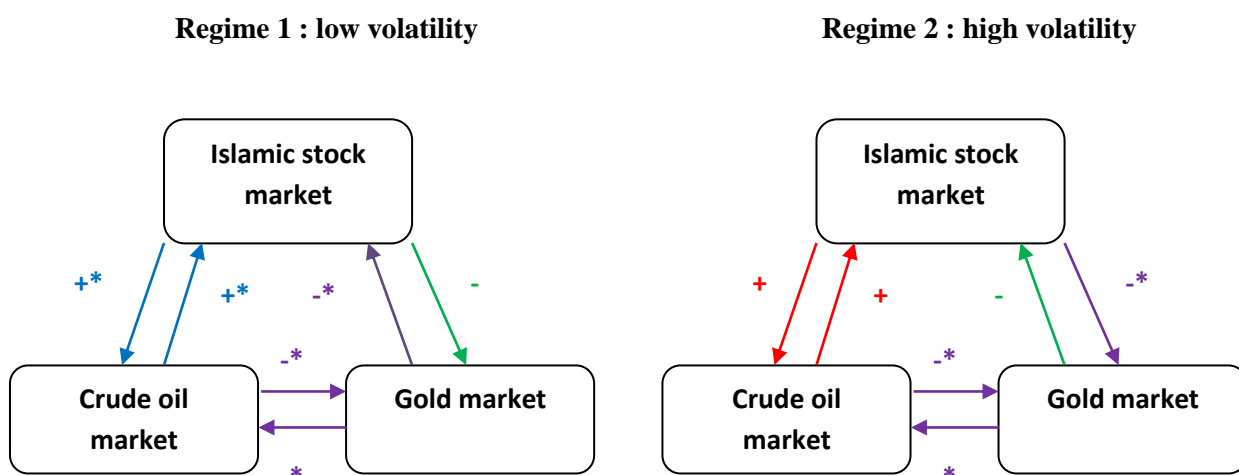 Regime 1 : low volatility
Regime 2 : high volatility
Islamic stock
market
Islamic stock
market
+*
+*
-*
-
+
+
-
-*
-*
-*
Crude oil
market
Gold market
Crude oil
market
Gold market
-*
-*